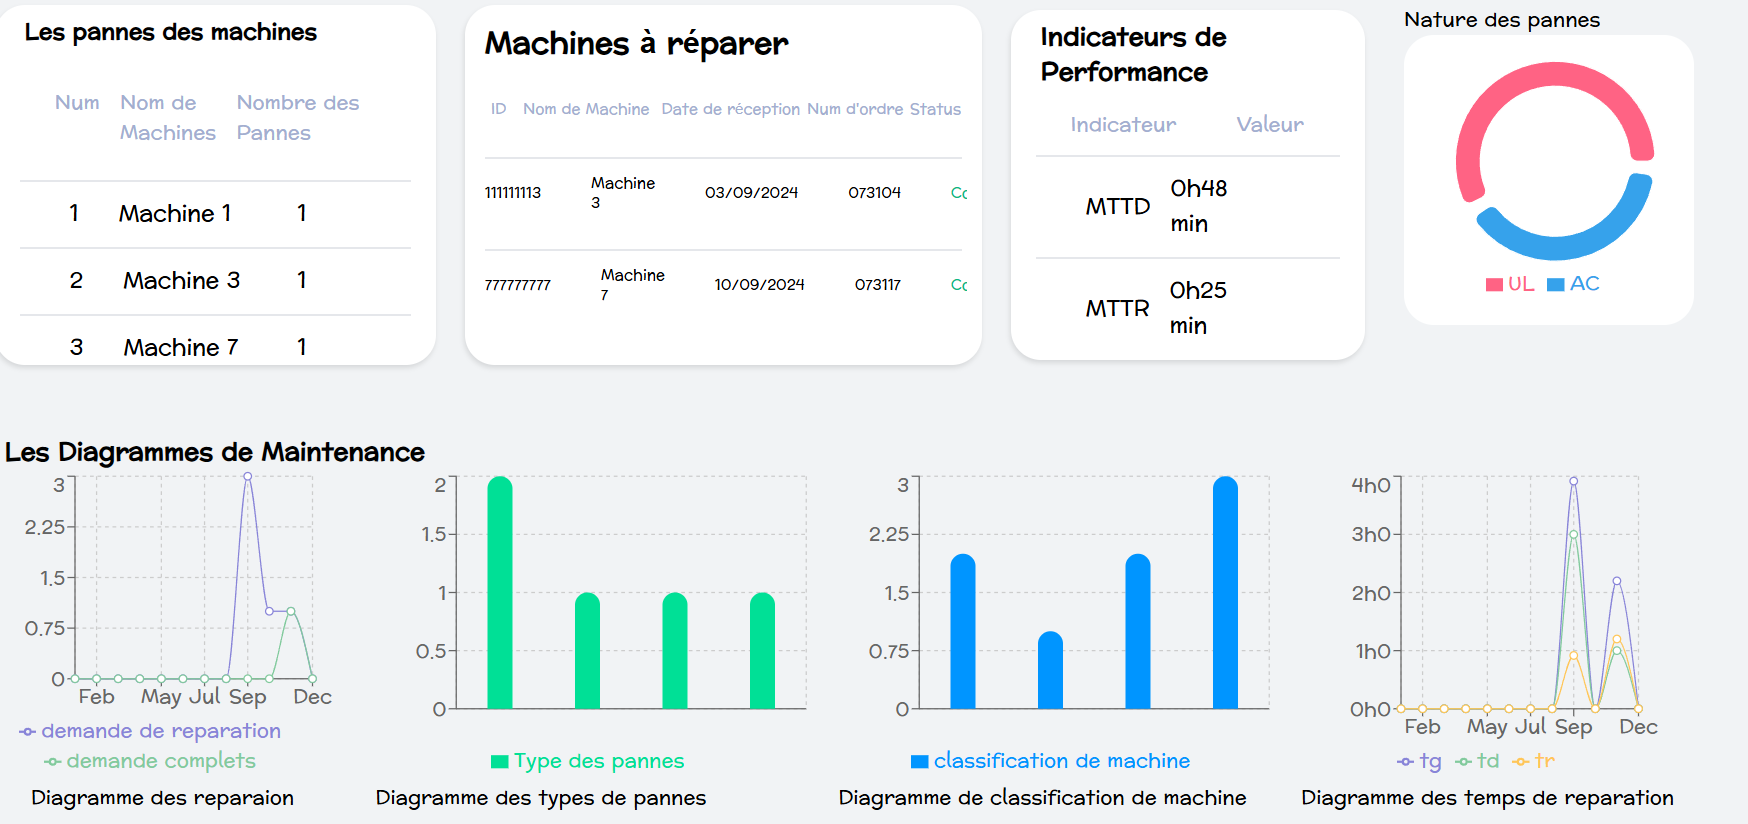 Les pannes des machines
Num Nom de Machines Nombre des Pannes
1 Machine 1 1
2 Machine 3 1
3 Machine 7 1
Machines à réparer
ID Nom de Machine Date de réception Num d'ordre Status
111111113 Machine 3 03/09/2024 073104 Cc
777777777 Machine 7 10/09/2024 073117 Cc
Indicateurs de
Performance
Indicateur Valeur
MTTD 0h48 min
MTTR 0h25 min
Nature des pannes
UL AC
Les Diagrammes de Maintenance
3
2.25
1.5
0.75
0
Feb May Jul Sep Dec
demande de reparation
demande complets
Diagramme des reparaion
2
1.5
1
0.5
0
Type des pannes
Diagramme des types de pannes
3
2.25
1.5
0.75
0
classification de machine
Diagramme de classification de machine
4h0
3h0
2h0
1h0
0h0
Feb May Jul Sep Dec
tg td tr
Diagramme des temps de reparation